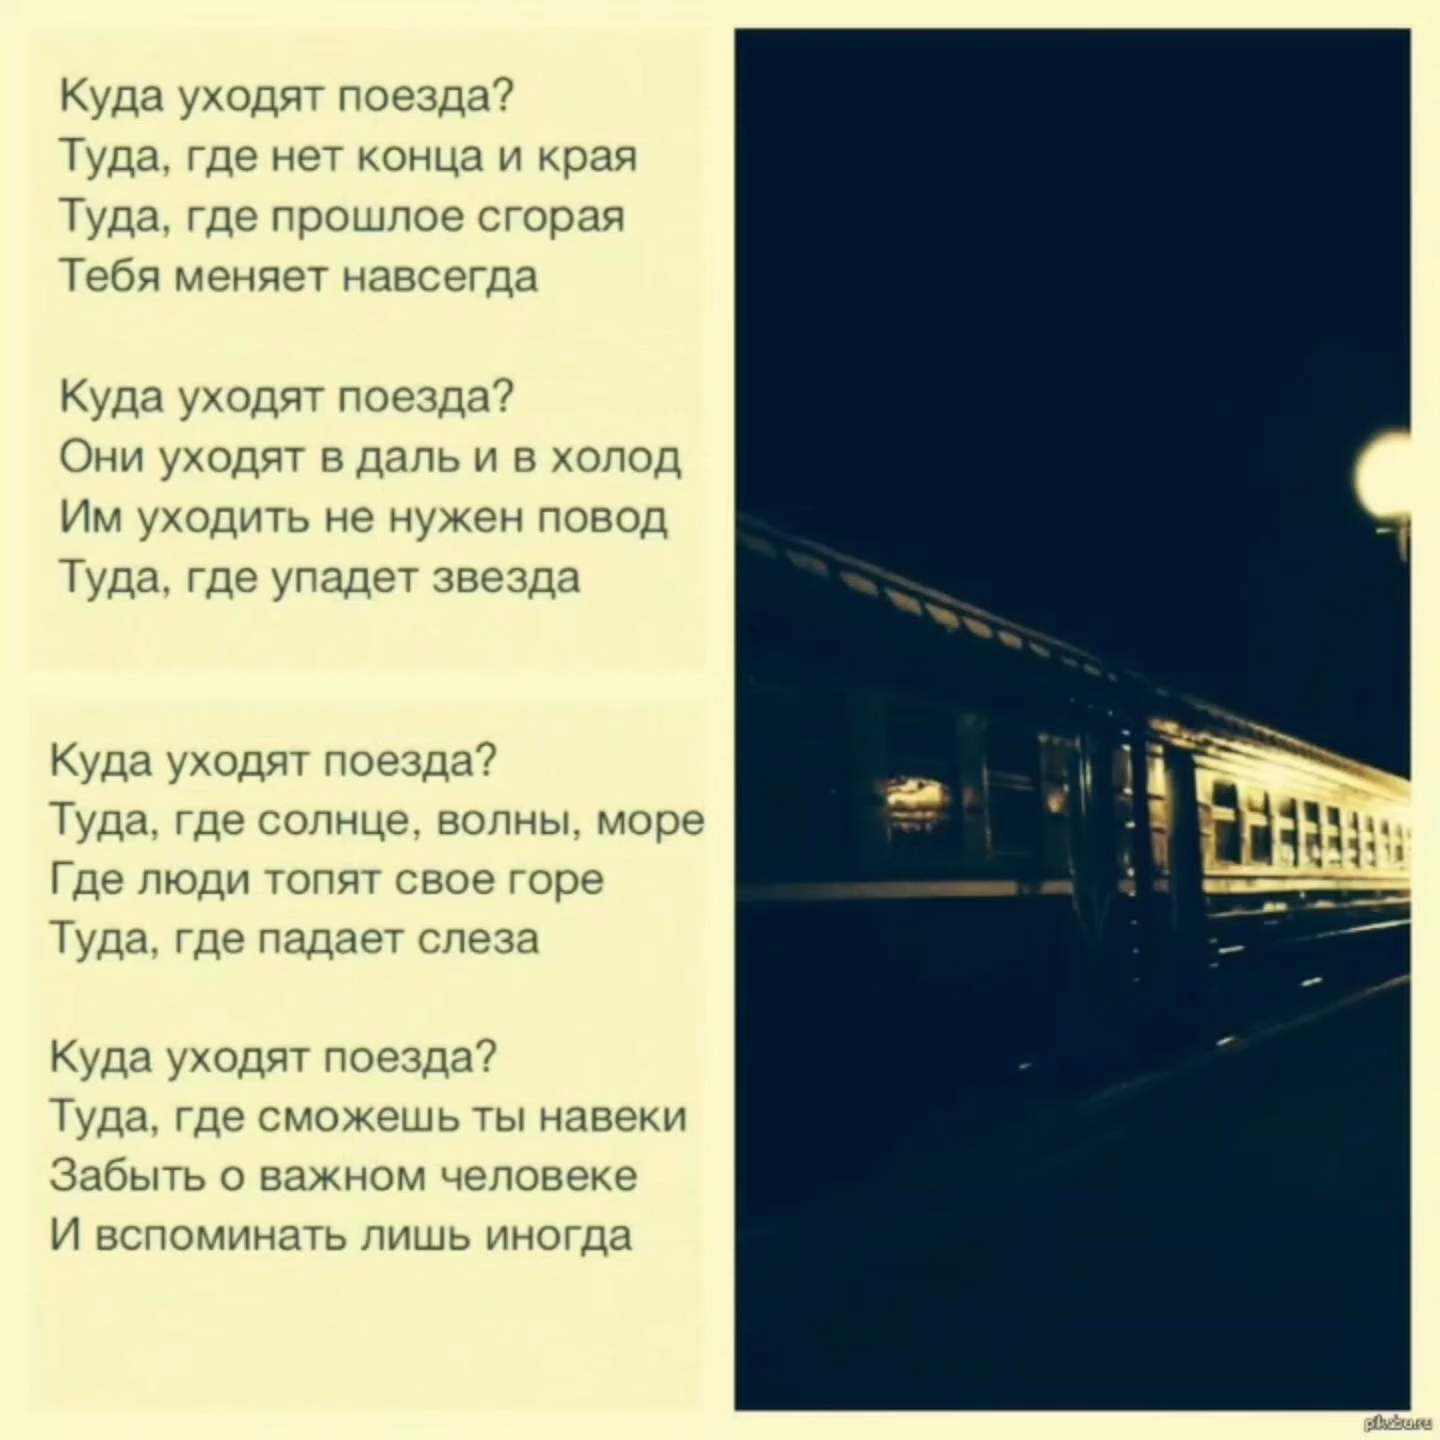 Куда уходят поезда?
Туда, где нет конца и края
Туда, где прошлое сгорая
Тебя меняет навсегда
Куда уходят поезда?
Они уходят в даль и в холод
Им уходить не нужен повод
Туда, где упадет звезда
Куда уходят поезда?
Туда, где солнце, волны, море
Где люди топят свое горе
Туда, где падает слеза
Куда уходят поезда?
Туда, где сможешь ты навеки
Забыть о важном человеке
И вспоминать лишь иногда
pikabu.ru